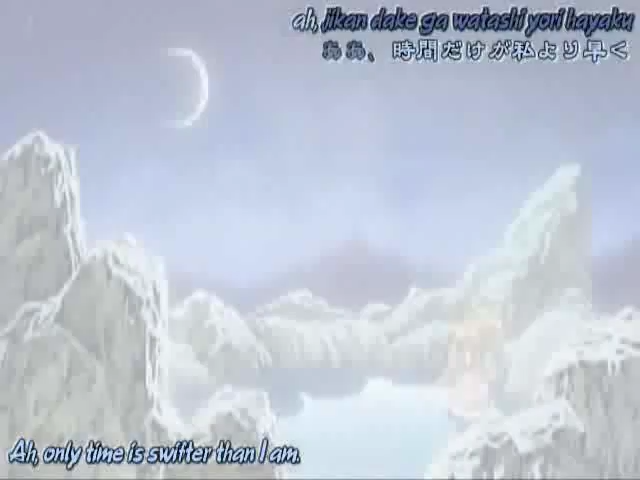 ah, jikan dake ga watashi yori hayaku
ああ、時間だけが私より早く
Ah, only time is swifter than I am.